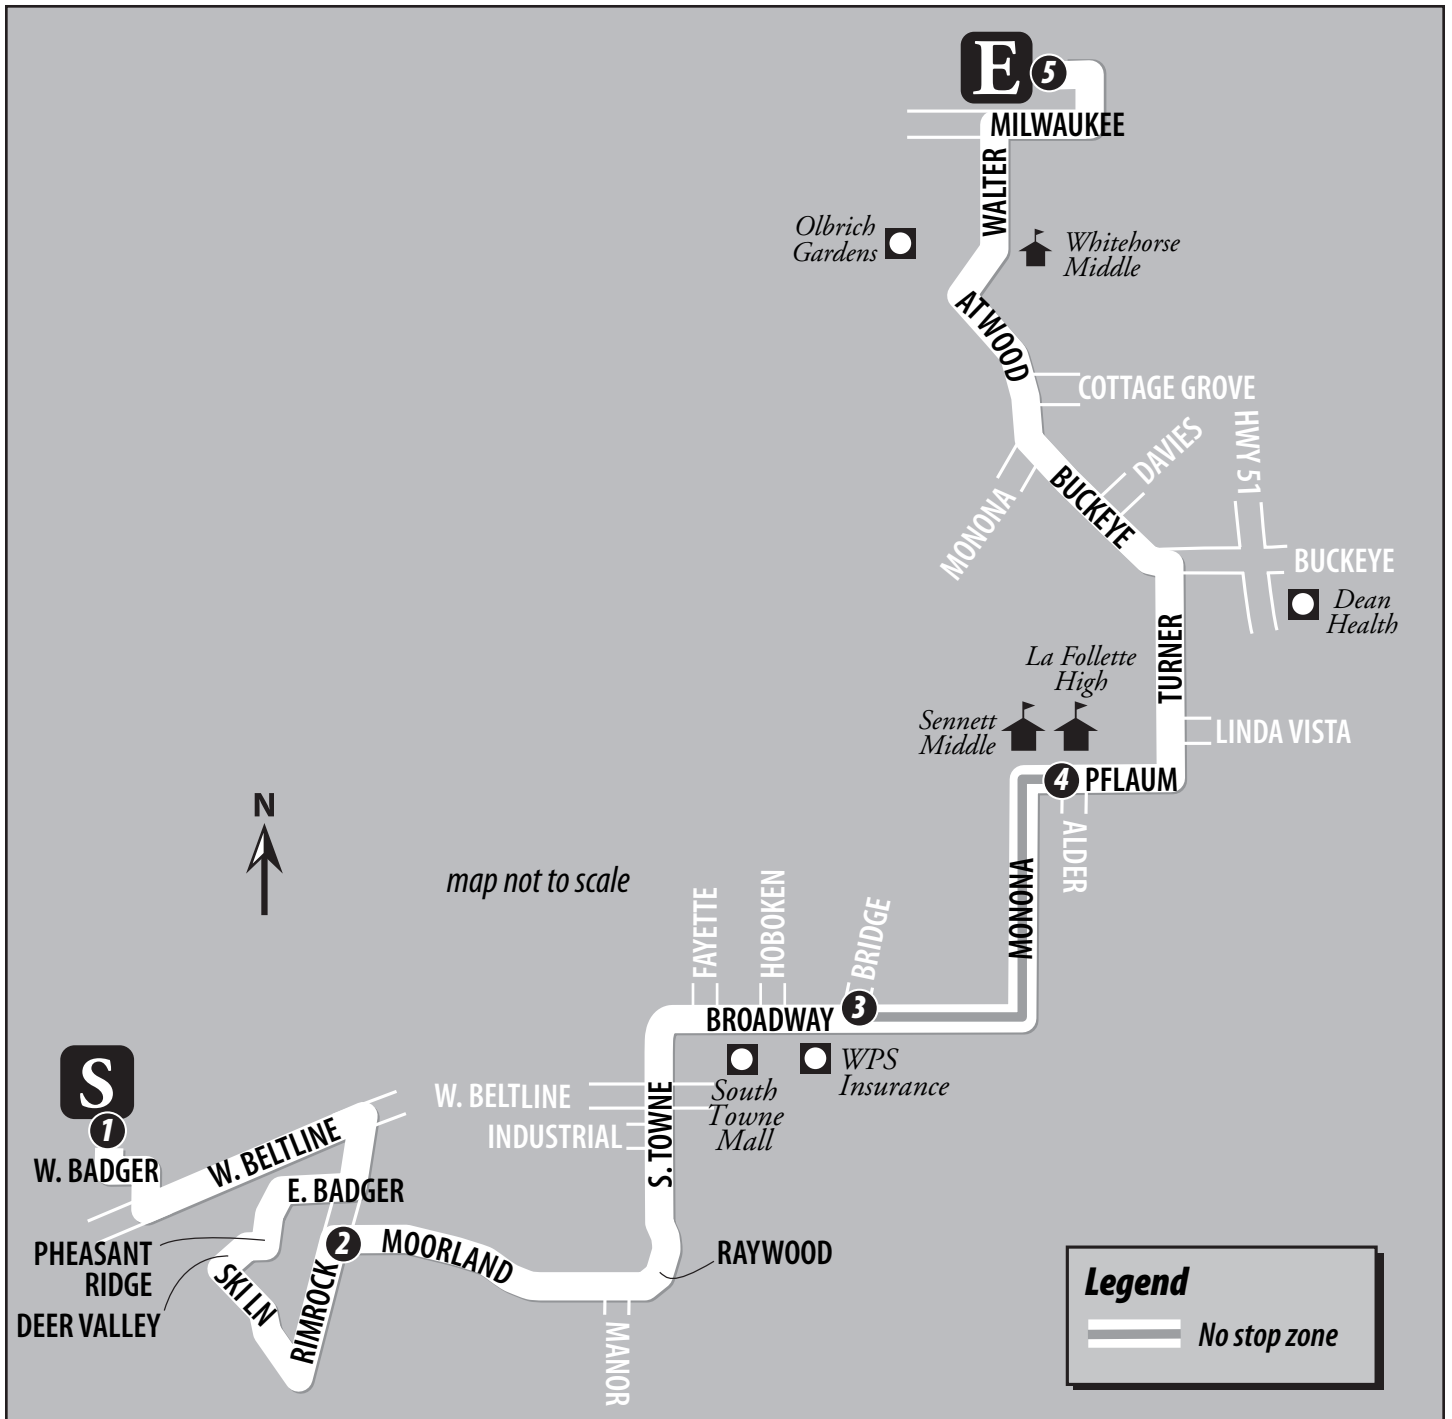 E
5
MILWAUKEE
WALTER
Olbrich
Gardens
Whitehorse
Middle
ATWOOD
COTTAGE GROVE
DAVIES
HWY 51
MONONA
BUCKEYE
BUCKEYE
Dean
Health
TURNER
La Follette
High
Sennett
Middle
LINDA VISTA
4
PFLAUM
ALDER
N
map not to scale
MONONA
FAYETTE
HOBOKEN
BRIDGE
3
BROADWAY
WPS
Insurance
South
Towne
Mall
S
1
W. BELTLINE
INDUSTRIAL
S. TOWNE
W. BADGER
W. BELTLINE
E. BADGER
2
MOORLAND
RAYWOOD
PHEASANT
RIDGE
DEER VALLEY
SKI LN
RIMROCK
MANOR
Legend
No stop zone